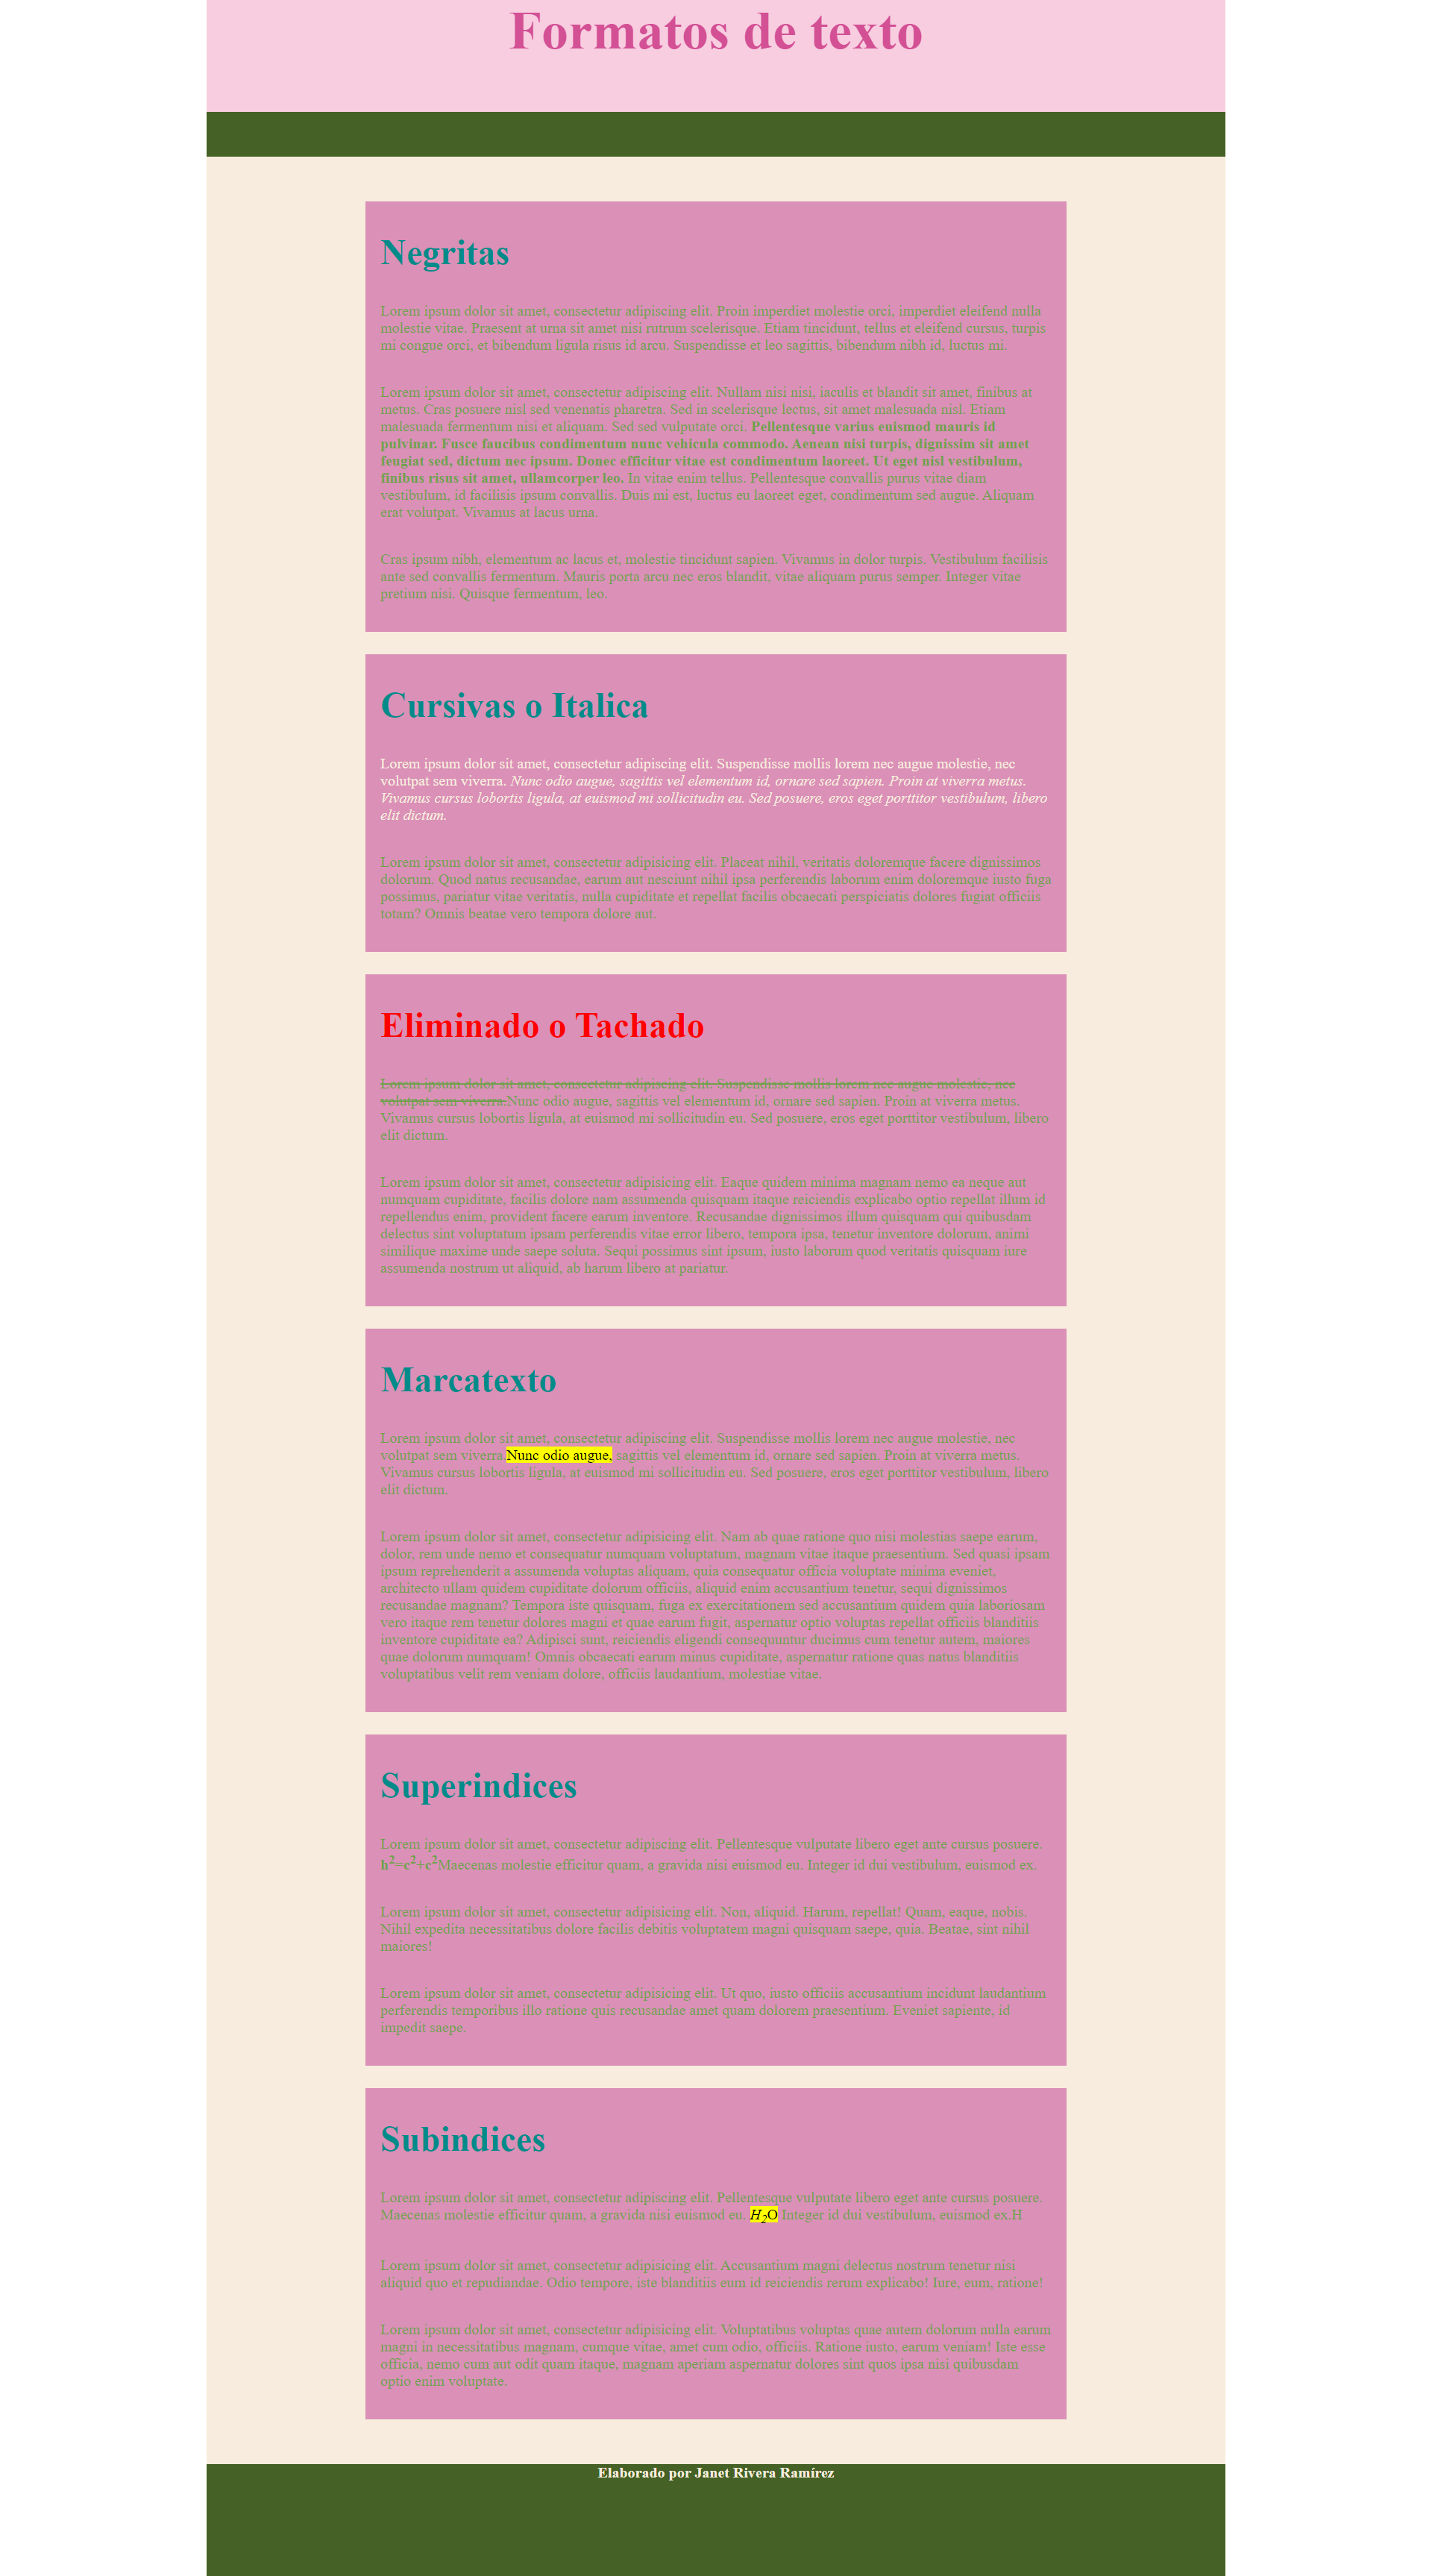 Formatos de texto
Negritas
Lorem ipsum dolor sit amet, consectetur adipiscing elit. Proin imperdiet molestie orci, imperdiet eleifend nulla
molestie vitae. Praesent at urna sit amet nisi rutrum scelerisque. Etiam tincidunt, tellus et eleifend cursus, turpis
mi congue orci, et bibendum ligula risus id arcu. Suspendisse et leo sagittis, bibendum nibh id, luctus mi.
Lorem ipsum dolor sit amet, consectetur adipiscing elit. Nullam nisi nisi, iaculis et blandit sit amet, finibus at
metus. Cras posuere nisl sed venenatis pharetra. Sed in scelerisque lectus, sit amet malesuada nisl. Etiam
malesuada fermentum nisi et aliquam. Sed sed vulputate orci. Pellentesque varius euismod mauris id
pulvinar. Fusce faucibus condimentum nunc vehicula commodo. Aenean nisi turpis, dignissim sit amet
feugiat sed, dictum nec ipsum. Donec efficitur vitae est condimentum laoreet. Ut eget nisl vestibulum,
finibus risus sit amet, ullamcorper leo. In vitae enim tellus. Pellentesque convallis purus vitae diam
vestibulum, id facilisis ipsum convallis. Duis mi est, luctus eu laoreet eget, condimentum sed augue. Aliquam
erat volutpat. Vivamus at lacus urna.
Cras ipsum nibh, elementum ac lacus et, molestie tincidunt sapien. Vivamus in dolor turpis. Vestibulum facilisis
ante sed convallis fermentum. Mauris porta arcu nec eros blandit, vitae aliquam purus semper. Integer vitae
pretium nisi. Quisque fermentum, leo.
Cursivas o Italica
Lorem ipsum dolor sit amet, consectetur adipiscing elit. Suspendisse mollis lorem nec augue molestie, nec
volutpat sem viverra. Nunc odio augue, sagittis vel elementum id, ornare sed sapien. Proin at viverra metus.
Vivamus cursus lobortis ligula, at euismod mi sollicitudin eu. Sed posuere, eros eget porttitor vestibulum, libero
elit dictum.
Lorem ipsum dolor sit amet, consectetur adipisicing elit. Placeat nihil, veritatis doloremque facere dignissimos
dolorum. Quod natus recusandae, earum aut nesciunt nihil ipsa perferendis laborum enim doloremque iusto fuga
possimus, pariatur vitae veritatis, nulla cupiditate et repellat facilis obcaecati perspiciatis dolores fugiat officiis
totam? Omnis beatae vero tempora dolore aut.
Eliminado o Tachado
Lorem ipsum dolor sit amet, consectetur adipiscing elit. Suspendisse mollis lorem nec augue molestie, nec
volutpat sem viverra.Nunc odio augue, sagittis vel elementum id, ornare sed sapien. Proin at viverra metus.
Vivamus cursus lobortis ligula, at euismod mi sollicitudin eu. Sed posuere, eros eget porttitor vestibulum, libero
elit dictum.
Lorem ipsum dolor sit amet, consectetur adipisicing elit. Eaque quidem minima magnam nemo ea neque aut
numquam cupiditate, facilis dolore nam assumenda quisquam itaque reiciendis explicabo optio repellat illum id
repellendus enim, provident facere earum inventore. Recusandae dignissimos illum quisquam qui quibusdam
delectus sint voluptatum ipsam perferendis vitae error libero, tempora ipsa, tenetur inventore dolorum, animi
similique maxime unde saepe soluta. Sequi possimus sint ipsum, iusto laborum quod veritatis quisquam iure
assumenda nostrum ut aliquid, ab harum libero at pariatur.
Marcatexto
Lorem ipsum dolor sit amet, consectetur adipiscing elit. Suspendisse mollis lorem nec augue molestie, nec
volutpat sem viverra.Nunc odio augue, sagittis vel elementum id, ornare sed sapien. Proin at viverra metus.
Vivamus cursus lobortis ligula, at euismod mi sollicitudin eu. Sed posuere, eros eget porttitor vestibulum, libero
elit dictum.
Lorem ipsum dolor sit amet, consectetur adipisicing elit. Nam ab quae ratione quo nisi molestias saepe earum,
dolor, rem unde nemo et consequatur numquam voluptatum, magnam vitae itaque praesentium. Sed quasi ipsam
ipsum reprehenderit a assumenda voluptas aliquam, quia consequatur officia voluptate minima eveniet,
architecto ullam quidem cupiditate dolorum officiis, aliquid enim accusantium tenetur, sequi dignissimos
recusandae magnam? Tempora iste quisquam, fuga ex exercitationem sed accusantium quidem quia laboriosam
vero itaque rem tenetur dolores magni et quae earum fugit, aspernatur optio voluptas repellat officiis blanditiis
inventore cupiditate ea? Adipisci sunt, reiciendis eligendi consequuntur ducimus cum tenetur autem, maiores
quae dolorum numquam! Omnis obcaecati earum minus cupiditate, aspernatur ratione quas natus blanditiis
voluptatibus velit rem veniam dolore, officiis laudantium, molestiae vitae.
Superindices
Lorem ipsum dolor sit amet, consectetur adipiscing elit. Pellentesque vulputate libero eget ante cursus posuere.
h²=c²+c²Maecenas molestie efficitur quam, a gravida nisi euismod eu. Integer id dui vestibulum, euismod ex.
Lorem ipsum dolor sit amet, consectetur adipisicing elit. Non, aliquid. Harum, repellat! Quam, eaque, nobis.
Nihil expedita necessitatibus dolore facilis debitis voluptatem magni quisquam saepe, quia. Beatae, sint nihil
maiores!
Lorem ipsum dolor sit amet, consectetur adipisicing elit. Ut quo, iusto officiis accusantium incidunt laudantium
perferendis temporibus illo ratione quis recusandae amet quam dolorem praesentium. Eveniet sapiente, id
impedit saepe.
Subindices
Lorem ipsum dolor sit amet, consectetur adipiscing elit. Pellentesque vulputate libero eget ante cursus posuere.
Maecenas molestie efficitur quam, a gravida nisi euismod eu. H₂O Integer id dui vestibulum, euismod ex.H
Lorem ipsum dolor sit amet, consectetur adipisicing elit. Accusantium magni delectus nostrum tenetur nisi
aliquid quo et repudiandae. Odio tempore, iste blanditiis eum id reiciendis rerum explicabo! Iure, eum, ratione!
Lorem ipsum dolor sit amet, consectetur adipisicing elit. Voluptatibus voluptas quae autem dolorum nulla earum
magni in necessitatibus magnam, cumque vitae, amet cum odio, officiis. Ratione iusto, earum veniam! Iste esse
officia, nemo cum aut odit quam itaque, magnam aperiam aspernatur dolores sint quos ipsa nisi quibusdam
optio enim voluptate.
Elaborado por Janet Rivera Ramírez